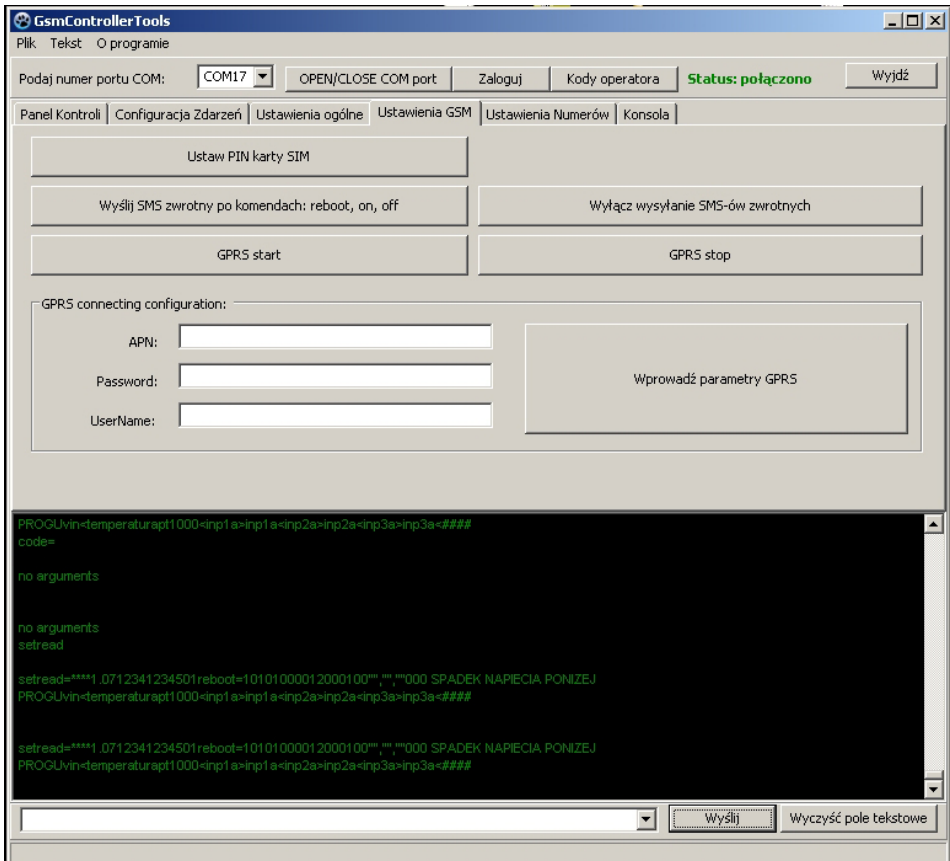 GsmControllerTools
Plik Tekst O programie
Podaj numer portu COM: COM17 OPEN/CLOSE COM port Zaloguj Kody operatora Status: połączono Wyjdź
Panel Kontroli Configuracja Zdarzeń Ustawienia ogólne Ustawienia GSM Ustawienia Numerów Konsola
Ustaw PIN karty SIM
Wyślij SMS zwrotny po komendach: reboot, on, off Wyłącz wysyłanie SMS-ów zwrotnych
GPRS start GPRS stop
GPRS connecting configuration:
APN:
Password: Wprowadź parametry GPRS
UserName:
PROGUvin<temperaturapt1000<inp1a>inp1a<inp2a>inp2a<inp3a>inp3a<####
code=
no arguments
no arguments
setread
setread=****1.0712341234501reboot=10101000012000100"","",""000 SPADEK NAPIECIA PONIZEJ
PROGUvin<temperaturapt1000<inp1a>inp1a<inp2a>inp2a<inp3a>inp3a<####
setread=****1.0712341234501reboot=10101000012000100"","",""000 SPADEK NAPIECIA PONIZEJ
PROGUvin<temperaturapt1000<inp1a>inp1a<inp2a>inp2a<inp3a>inp3a<####
Wyślij Wyczyść pole tekstowe